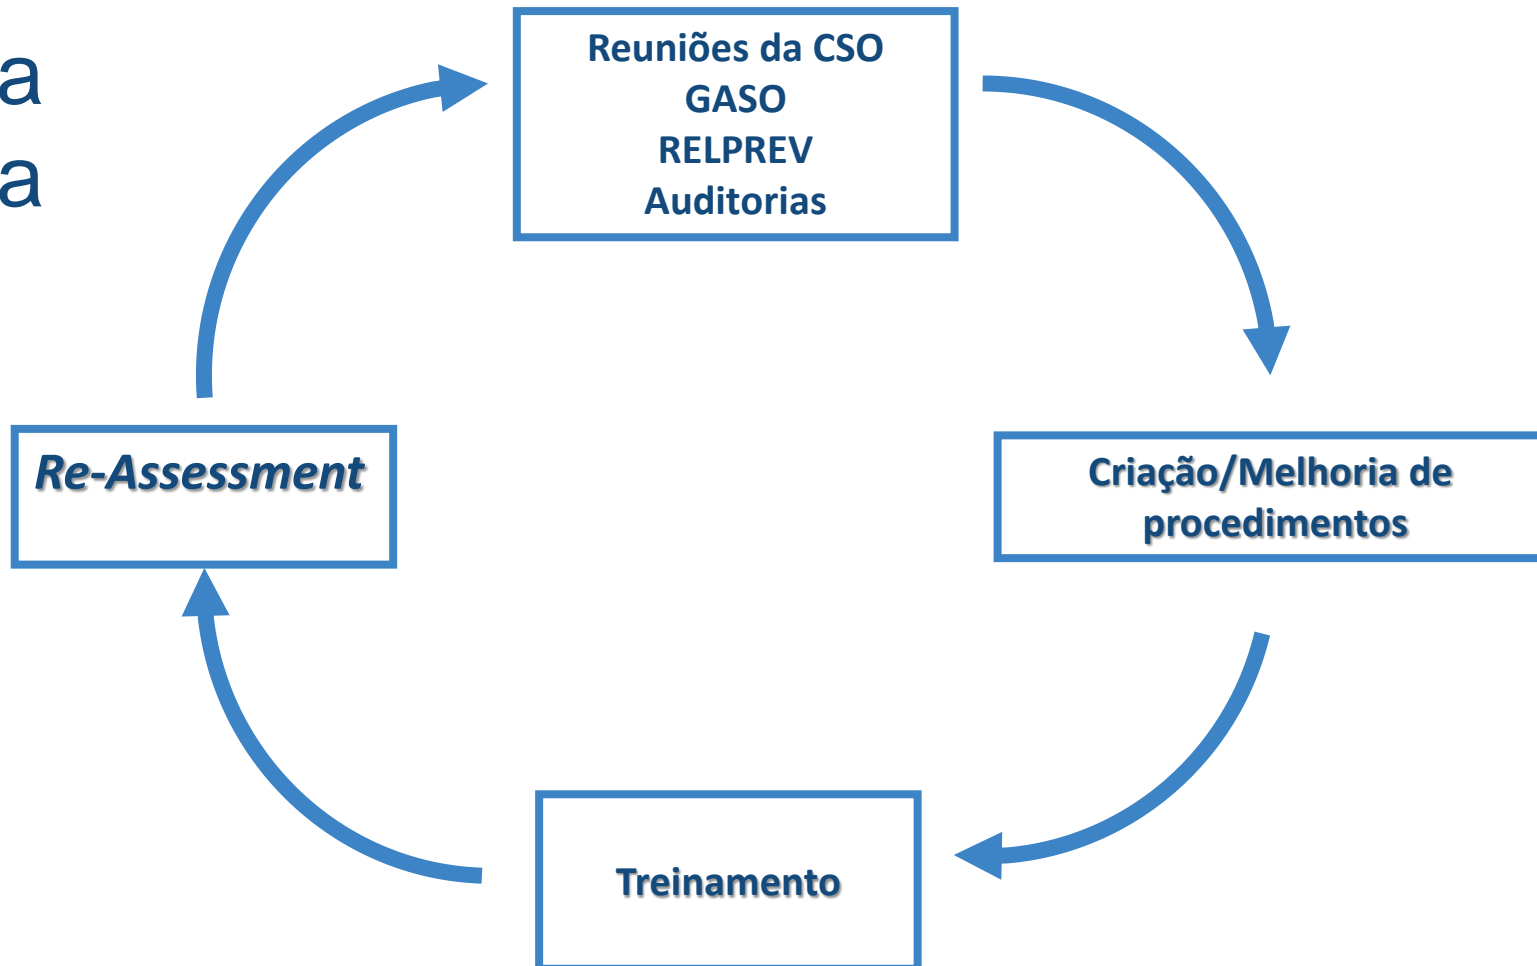 a
a
Reuniões da CSO
GASO
RELPREV
Auditorias
Re-Assessment
Criação/Melhoria de
procedimentos
Treinamento